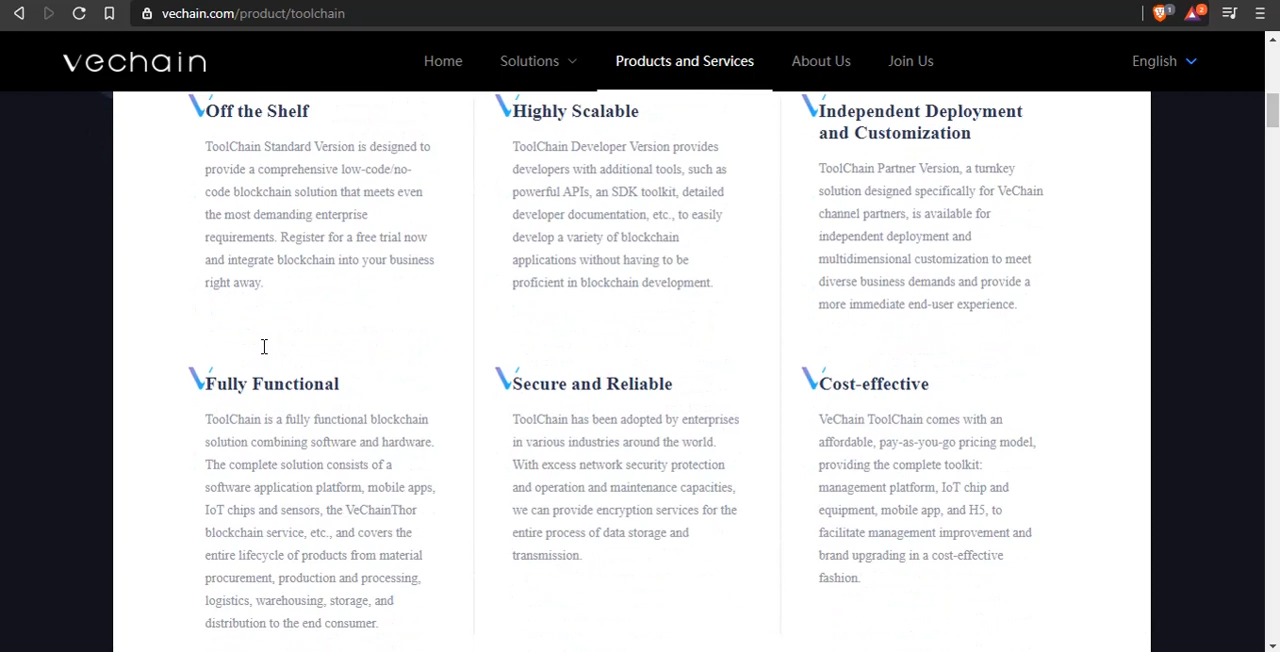 vechain.com/product/toolchain
1
2
vechain
Home
Solutions
Products and Services
About Us
Join Us
English
Off the Shelf
ToolChain Standard Version is designed to
provide a comprehensive low-code/no-
code blockchain solution that meets even
the most demanding enterprise
requirements. Register for a free trial now
and integrate blockchain into your business
right away.
Highly Scalable
ToolChain Developer Version provides
developers with additional tools, such as
powerful APIs, an SDK toolkit, detailed
developer documentation, etc., to easily
develop a variety of blockchain
applications without having to be
proficient in blockchain development.
Independent Deployment
and Customization
ToolChain Partner Version, a turnkey
solution designed specifically for VeChain
channel partners, is available for
independent deployment and
multidimensional customization to meet
diverse business demands and provide a
more immediate end-user experience.
Fully Functional
ToolChain is a fully functional blockchain
solution combining software and hardware.
The complete solution consists of a
software application platform, mobile apps,
IoT chips and sensors, the VeChainThor
blockchain service, etc., and covers the
entire lifecycle of products from material
procurement, production and processing,
logistics, warehousing, storage, and
distribution to the end consumer.
Secure and Reliable
ToolChain has been adopted by enterprises
in various industries around the world.
With excess network security protection
and operation and maintenance capacities,
we can provide encryption services for the
entire process of data storage and
transmission.
Cost-effective
VeChain ToolChain comes with an
affordable, pay-as-you-go pricing model,
providing the complete toolkit:
management platform, IoT chip and
equipment, mobile app, and H5, to
facilitate management improvement and
brand upgrading in a cost-effective
fashion.